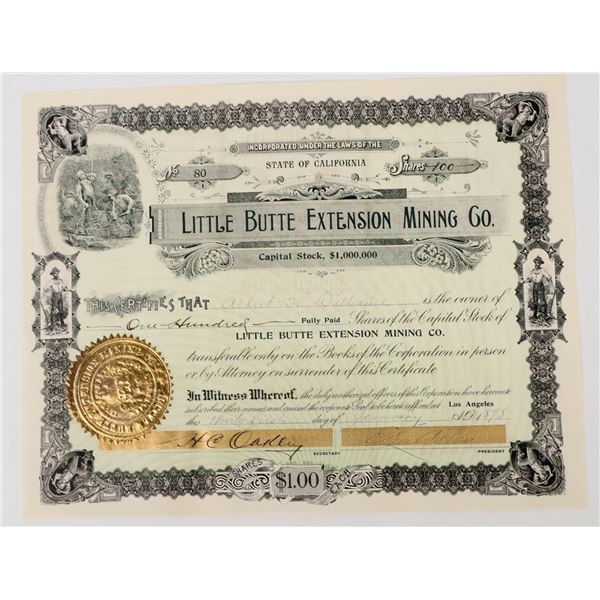 INCORPORATED UNDER THE LAWS OF THE
STATE OF CALIFORNIA
No 80
Shares 100
LITTLE BUTTE EXTENSION MINING CO.
Capital Stock, $1,000,000
THIS CERTIFIES THAT Albert is the owner of
One Hundred Fully Paid Shares of the Capital Stock of
LITTLE BUTTE EXTENSION MINING CO.
transferable only on the Books of the Corporation in person
or by Attorney on surrender of this Certificate
In Witness Whereof, the duly authorized officers of this Corporation have hereunto
subscribed their names and caused the corporate Seal to be hereto affixed at Los Angeles
this day of January A.D. 1898
H C Oakley
SECRETARY
PRESIDENT
SHARES $1.00 EACH